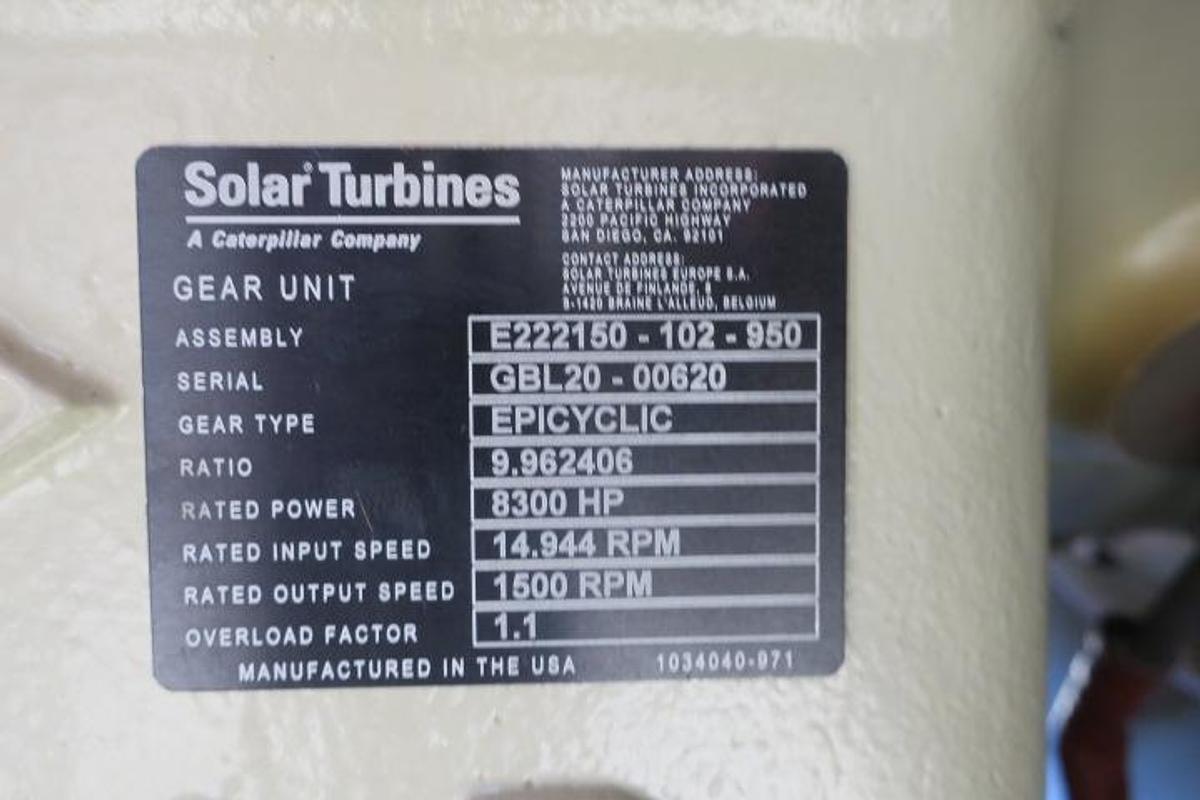 Solar® Turbines
A Caterpillar Company
MANUFACTURER ADDRESS:
SOLAR TURBINES INCORPORATED
A CATERPILLAR COMPANY
2200 PACIFIC HIGHWAY
SAN DIEGO, CA. 92101
CONTACT ADDRESS:
SOLAR TURBINES EUROPE S.A.
AVENUE DE FINLANDE, 8
B-1420 BRAINE L'ALLEUD, BELGIUM
GEAR UNIT
ASSEMBLY E222150 - 102 - 950
SERIAL GBL20 - 00620
GEAR TYPE EPICYCLIC
RATIO 9.962406
RATED POWER 8300 HP
RATED INPUT SPEED 14.944 RPM
RATED OUTPUT SPEED 1500 RPM
OVERLOAD FACTOR 1.1
MANUFACTURED IN THE USA 1034040-971